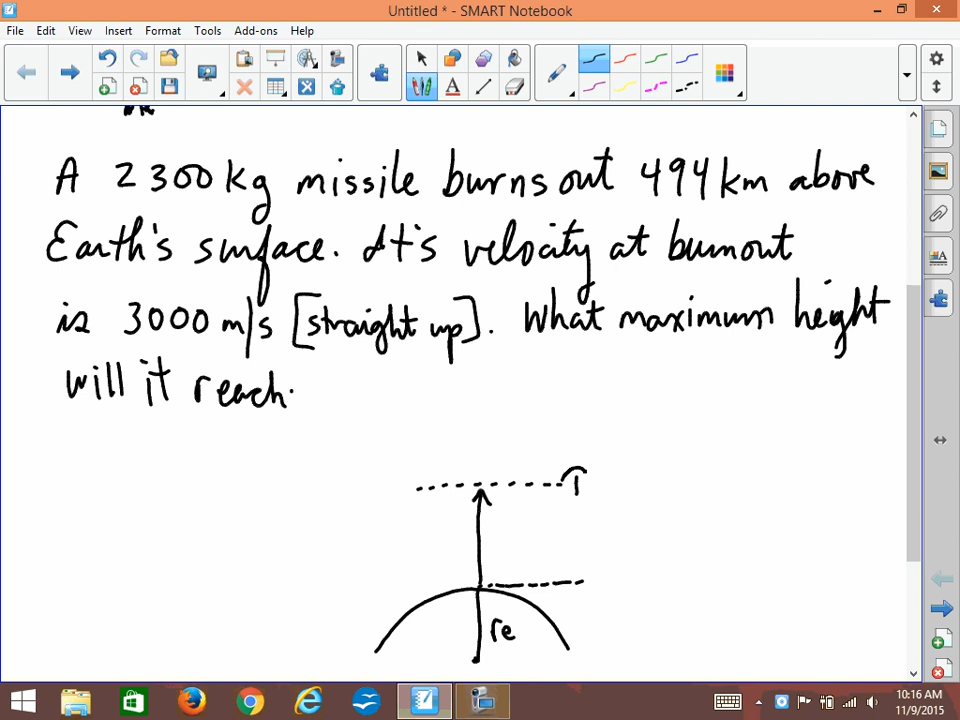 Untitled * - SMART Notebook
File Edit View Insert Format Tools Add-ons Help
A 2300 kg missile burns out 494 km above
Earth's surface. It's velocity at burnout
is 3000 m/s [straight up]. What maximum height
will it reach.
re
10:16 AM
11/9/2015